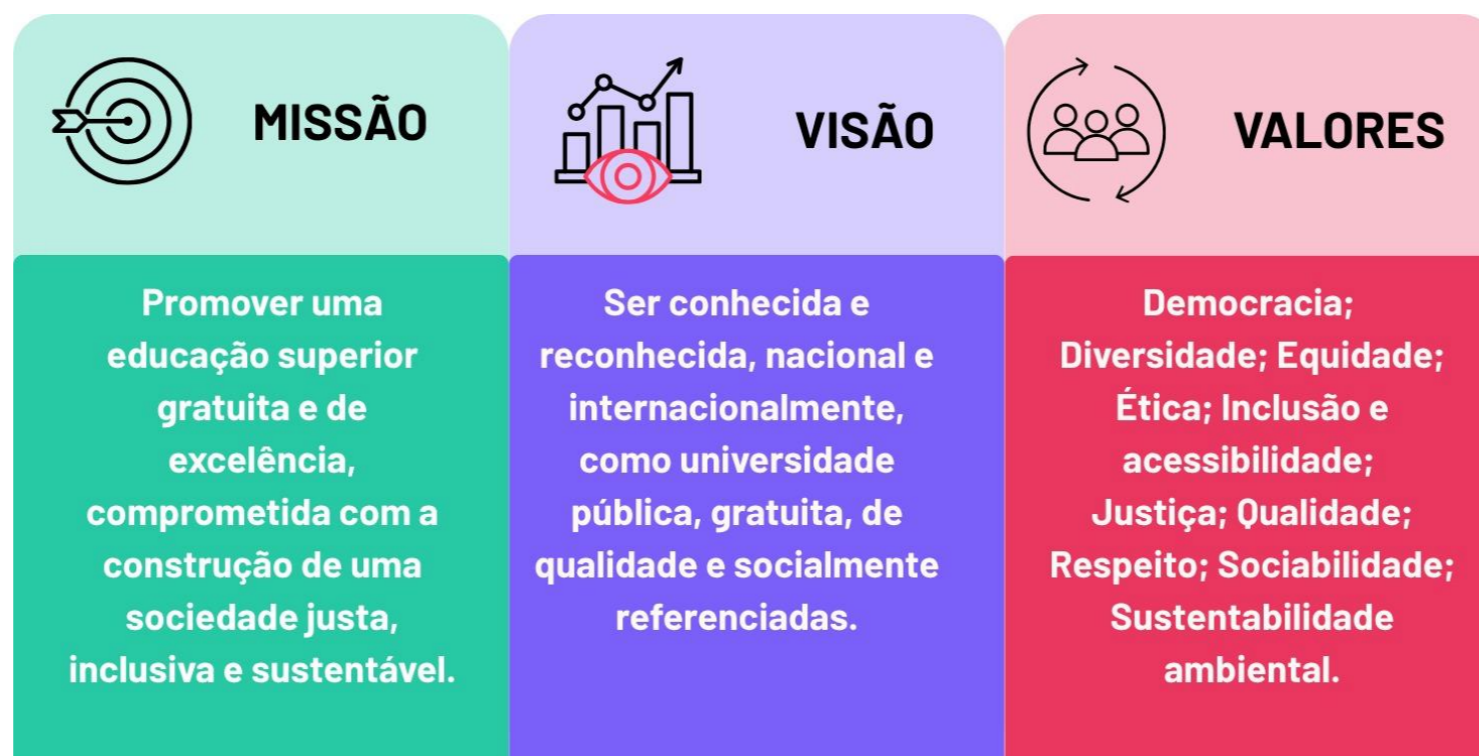 MISSÃO
Promover uma
educação superior
gratuita e de
excelência,
comprometida com a
construção de uma
sociedade justa,
inclusiva e sustentável.
VISÃO
Ser conhecida e
reconhecida, nacional e
internacionalmente,
como universidade
pública, gratuita, de
qualidade e socialmente
referenciadas.
VALORES
Democracia;
Diversidade; Equidade;
Ética; Inclusão e
acessibilidade;
Justiça; Qualidade;
Respeito; Sociabilidade;
Sustentabilidade
ambiental.